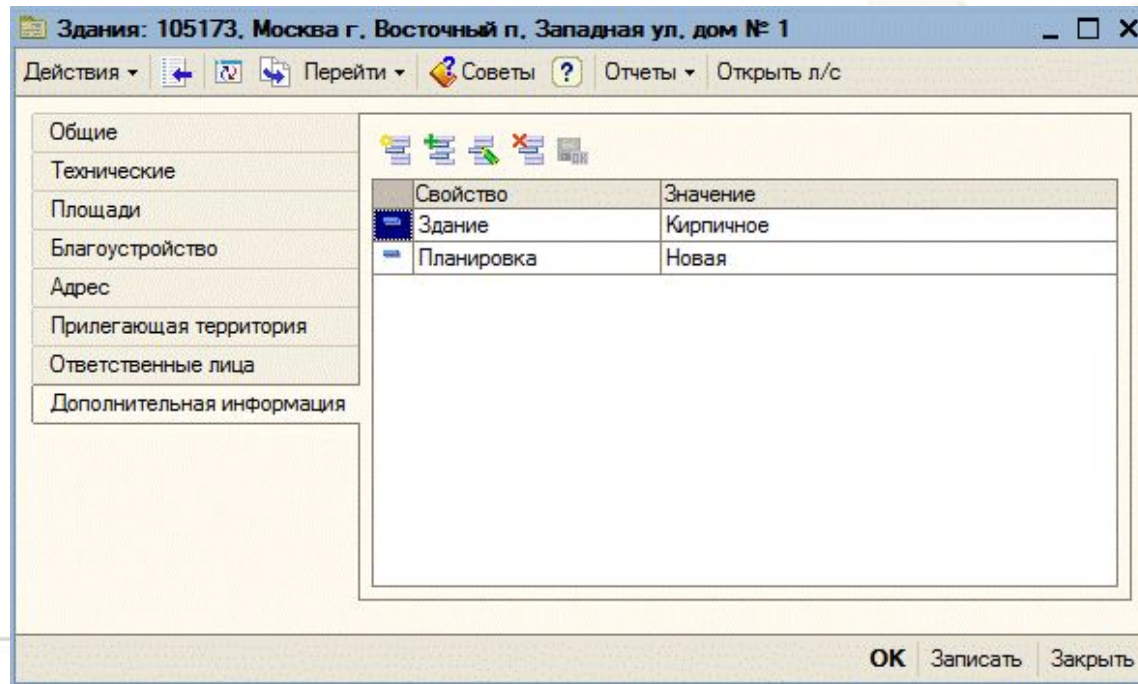 Здания: 105173, Москва г, Восточный п, Западная ул, дом № 1
Действия Перейти Советы ? Отчеты Открыть л/с
Общие
Технические
Площади
Благоустройство
Адрес
Прилегающая территория
Ответственные лица
Дополнительная информация
Свойство Значение
Здание Кирпичное
Планировка Новая
OK Записать Закрыть